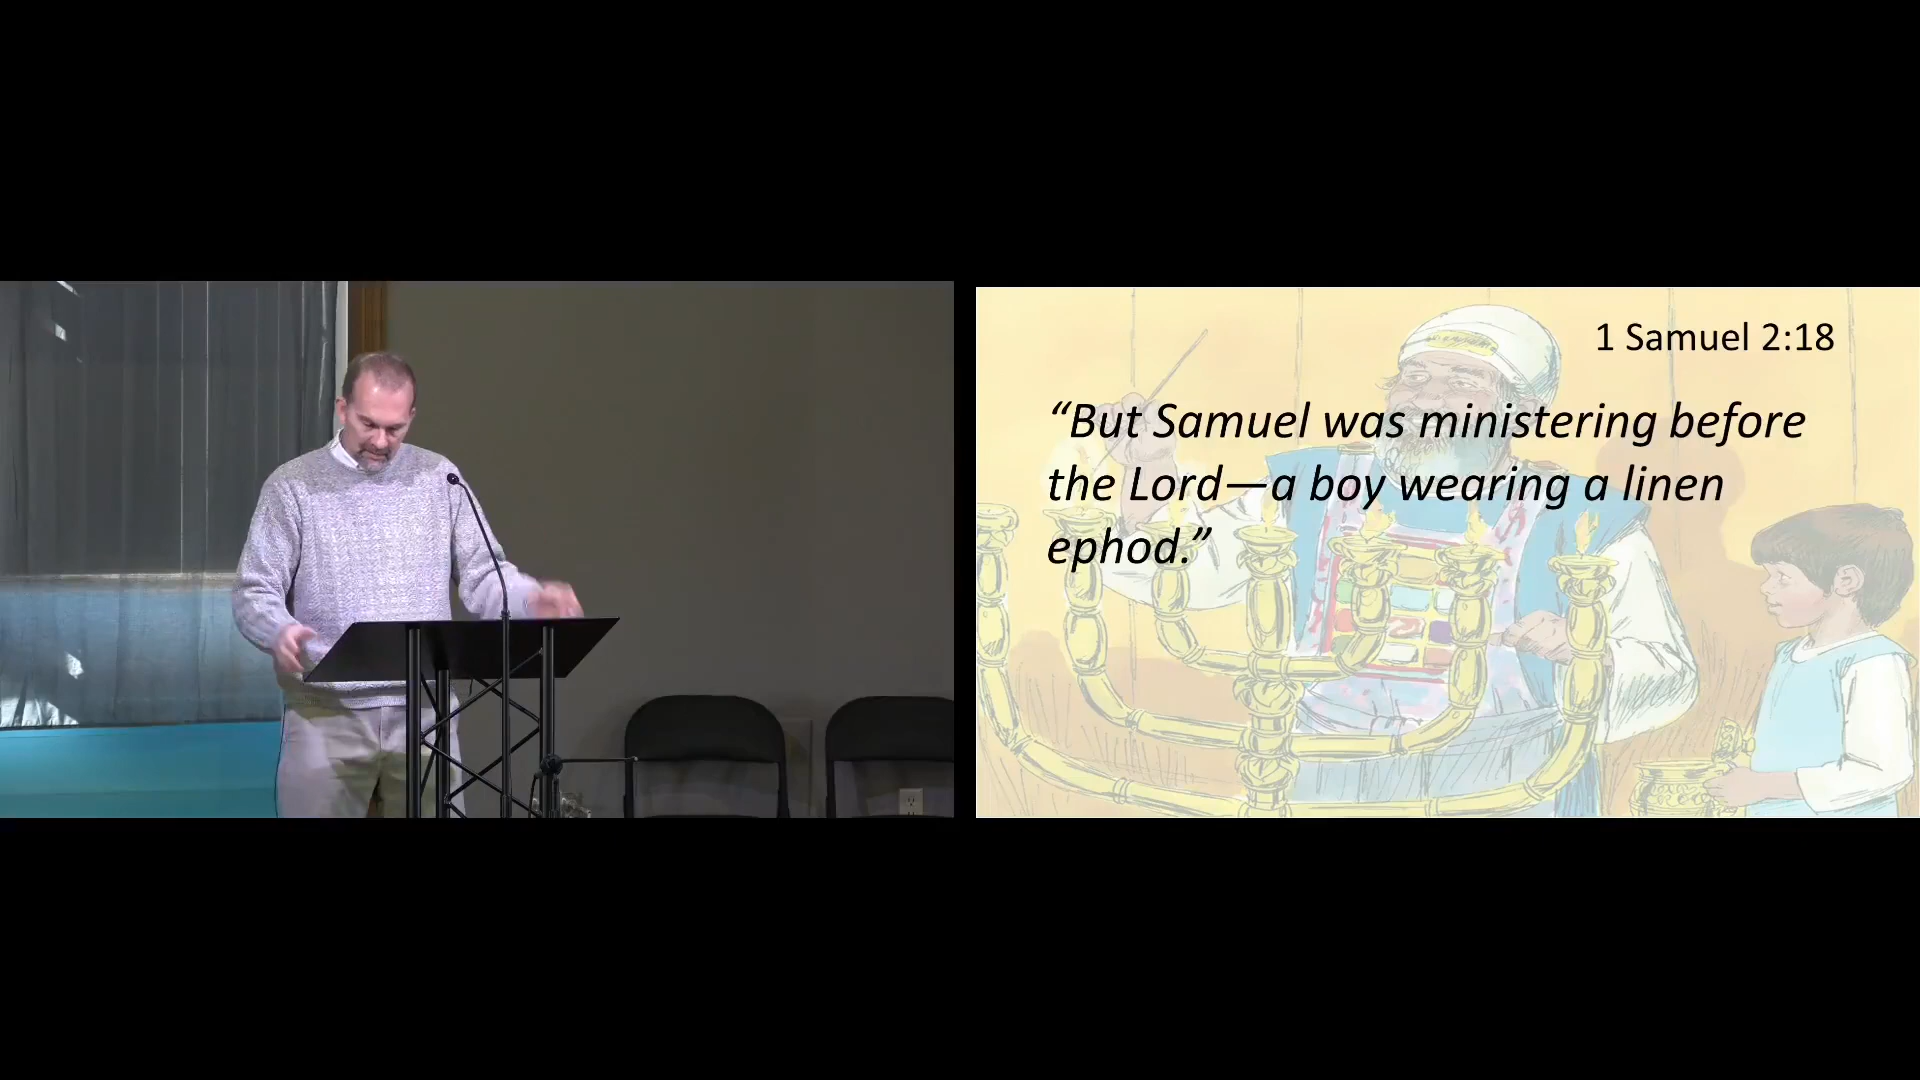 1 Samuel 2:18
“But Samuel was ministering before
the Lord—a boy wearing a linen
ephod.”